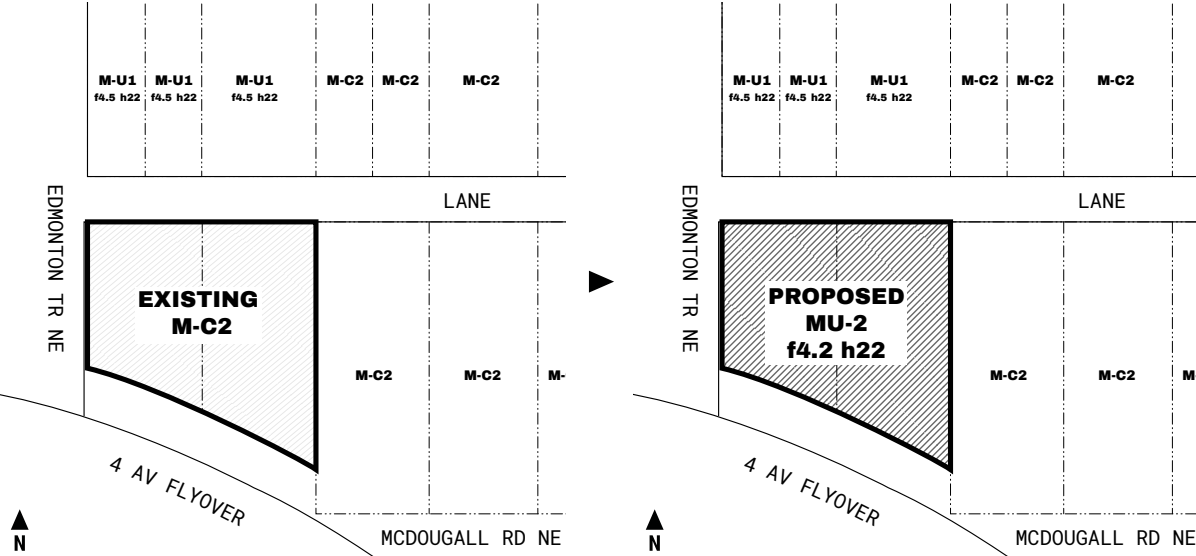 M-U1 M-U1 M-U1 M-C2 M-C2 M-C2
f4.5 h22 f4.5 h22 f4.5 h22
LANE
EDMONTON TR NE
EXISTING
M-C2
M-C2 M-C2 M-
4 AV FLYOVER
MCDOUGALL RD NE
N
M-U1 M-U1 M-U1 M-C2 M-C2 M-C2
f4.5 h22 f4.5 h22 f4.5 h22
LANE
EDMONTON TR NE
PROPOSED
MU-2
f4.2 h22
M-C2 M-C2 M-
4 AV FLYOVER
MCDOUGALL RD NE
N